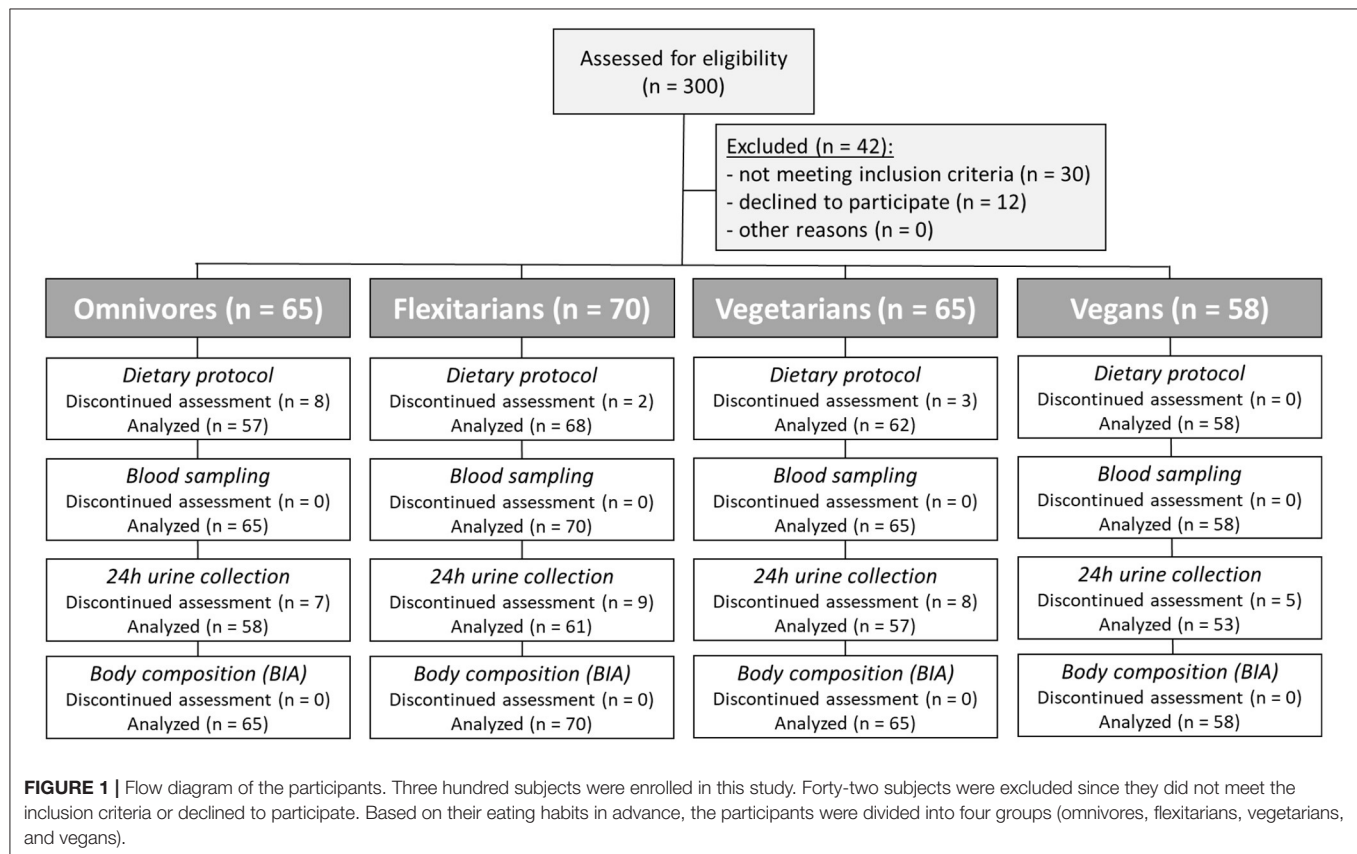 Assessed for eligibility
(n = 300)
Excluded (n = 42):
- not meeting inclusion criteria (n = 30)
- declined to participate (n = 12)
- other reasons (n = 0)
Omnivores (n = 65)
Dietary protocol
Discontinued assessment (n = 8)
Analyzed (n = 57)
Blood sampling
Discontinued assessment (n = 0)
Analyzed (n = 65)
24h urine collection
Discontinued assessment (n = 7)
Analyzed (n = 58)
Body composition (BIA)
Discontinued assessment (n = 0)
Analyzed (n = 65)
Flexitarians (n = 70)
Dietary protocol
Discontinued assessment (n = 2)
Analyzed (n = 68)
Blood sampling
Discontinued assessment (n = 0)
Analyzed (n = 70)
24h urine collection
Discontinued assessment (n = 9)
Analyzed (n = 61)
Body composition (BIA)
Discontinued assessment (n = 0)
Analyzed (n = 70)
Vegetarians (n = 65)
Dietary protocol
Discontinued assessment (n = 3)
Analyzed (n = 62)
Blood sampling
Discontinued assessment (n = 0)
Analyzed (n = 65)
24h urine collection
Discontinued assessment (n = 8)
Analyzed (n = 57)
Body composition (BIA)
Discontinued assessment (n = 0)
Analyzed (n = 65)
Vegans (n = 58)
Dietary protocol
Discontinued assessment (n = 0)
Analyzed (n = 58)
Blood sampling
Discontinued assessment (n = 0)
Analyzed (n = 58)
24h urine collection
Discontinued assessment (n = 5)
Analyzed (n = 53)
Body composition (BIA)
Discontinued assessment (n = 0)
Analyzed (n = 58)
FIGURE 1 | Flow diagram of the participants. Three hundred subjects were enrolled in this study. Forty-two subjects were excluded since they did not meet the
inclusion criteria or declined to participate. Based on their eating habits in advance, the participants were divided into four groups (omnivores, flexitarians, vegetarians,
and vegans).